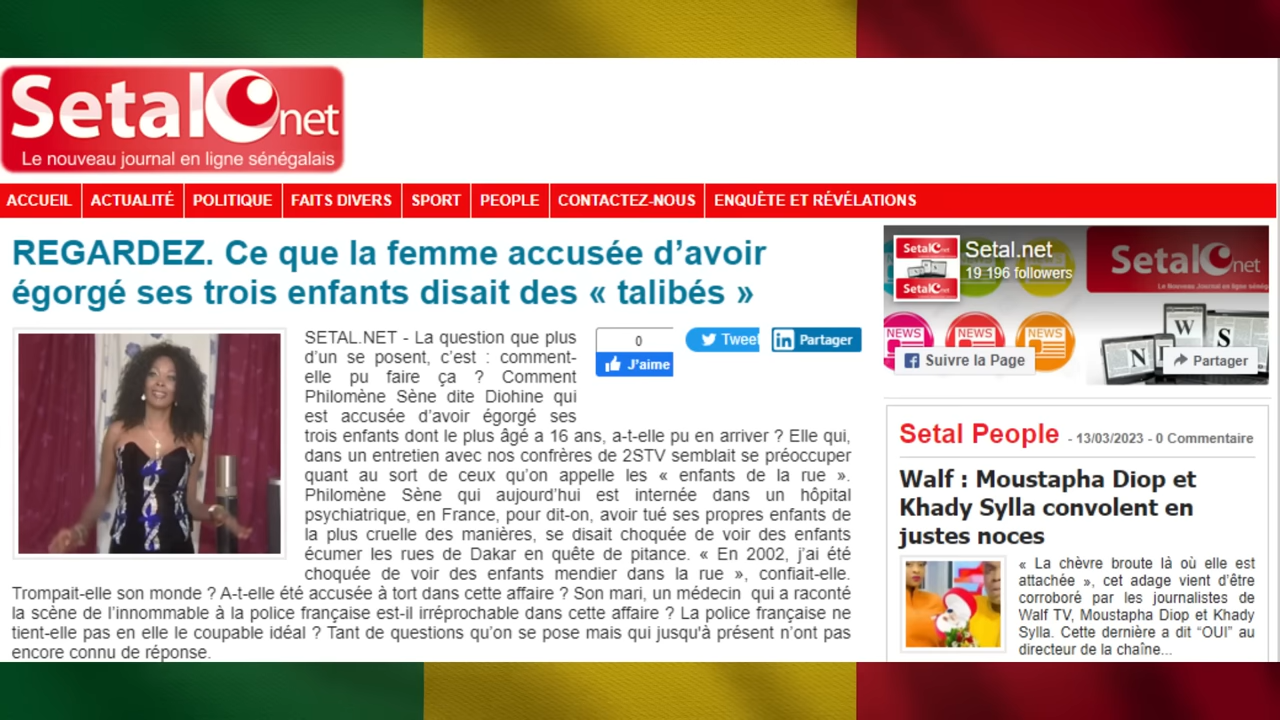 Setal net
Le nouveau journal en ligne sénégalais
ACCUEIL ACTUALITÉ POLITIQUE FAITS DIVERS SPORT PEOPLE CONTACTEZ-NOUS ENQUÊTE ET RÉVÉLATIONS
REGARDEZ. Ce que la femme accusée d’avoir
égorgé ses trois enfants disait des « talibés »
SETAL.NET - La question que plus
d’un se posent, c’est : comment-
elle pu faire ça ? Comment
Philomène Sène dite Diohine qui
est accusée d’avoir égorgé ses
trois enfants dont le plus âgé a 16 ans, a-t-elle pu en arriver ? Elle qui,
dans un entretien avec nos confrères de 2STV semblait se préoccuper
quant au sort de ceux qu’on appelle les « enfants de la rue ».
Philomène Sène qui aujourd’hui est internée dans un hôpital
psychiatrique, en France, pour dit-on, avoir tué ses propres enfants de
la plus cruelle des manières, se disait choquée de voir des enfants
écumer les rues de Dakar en quête de pitance. « En 2002, j’ai été
choquée de voir des enfants mendier dans la rue », confiait-elle.
Trompait-elle son monde ? A-t-elle été accusée à tort dans cette affaire ? Son mari, un médecin qui a raconté
la scène de l’innommable à la police française est-il irréprochable dans cette affaire ? La police française ne
tient-elle pas en elle le coupable idéal ? Tant de questions qu’on se pose mais qui jusqu'à présent n’ont pas
encore connu de réponse.
0
J’aime
Tweet
Partager
Setal.net
19 196 followers
Setal net
NEWS NEWS NEWS
N W S
Suivre la Page
Partager
Setal People - 13/03/2023 - 0 Commentaire
Walf : Moustapha Diop et
Khady Sylla convolent en
justes noces
« La chèvre broute là où elle est
attachée », cet adage vient d’être
corroboré par les journalistes de
Walf TV, Moustapha Diop et Khady
Sylla. Cette dernière a dit “OUI” au
directeur de la chaîne...